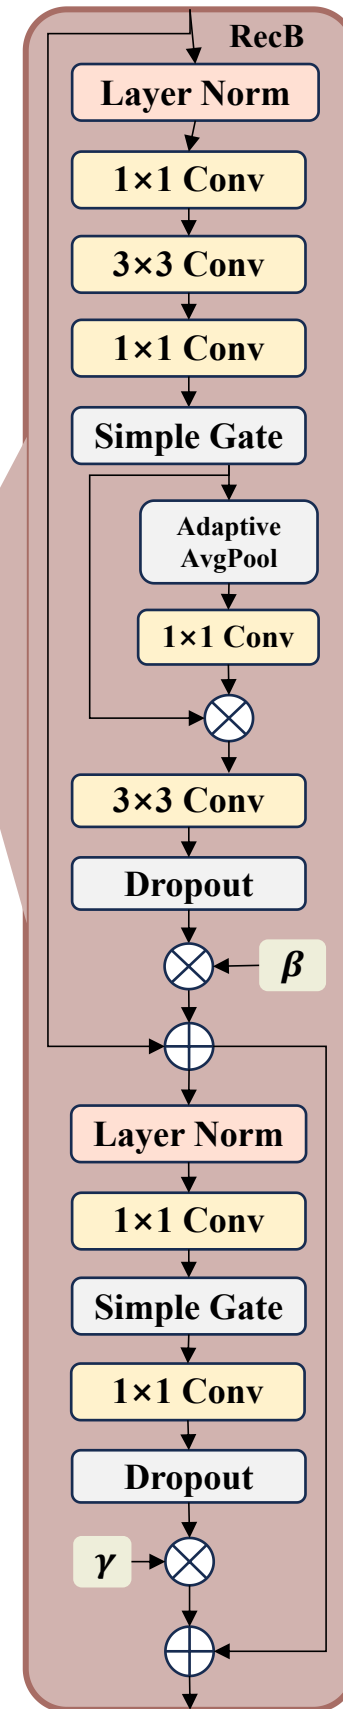 RecB
Layer Norm
1×1 Conv
3×3 Conv
1×1 Conv
Simple Gate
Adaptive
AvgPool
1×1 Conv
3×3 Conv
Dropout
β
Layer Norm
1×1 Conv
Simple Gate
1×1 Conv
Dropout
γ